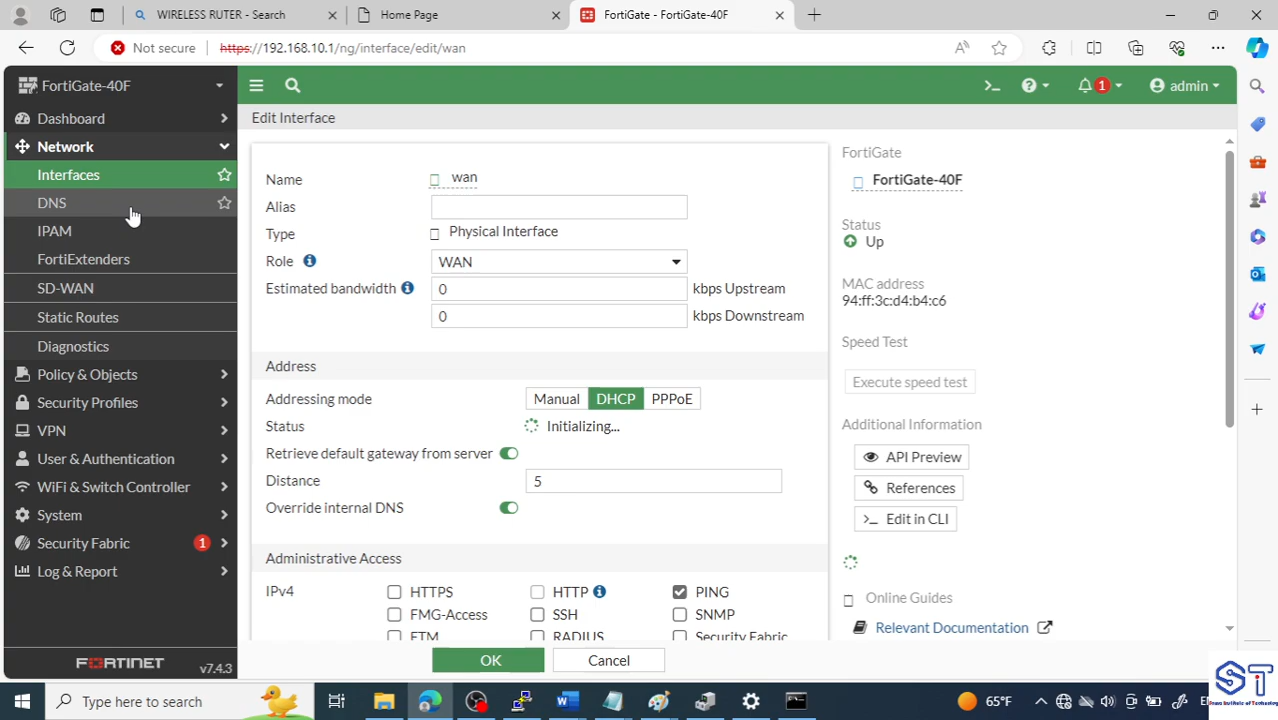 WIRELESS RUTER - Search
Home Page
FortiGate - FortiGate-40F
Not secure
https://192.168.10.1/ng/interface/edit/wan
FortiGate-40F
1
admin
Dashboard
Network
Interfaces
DNS
IPAM
FortiExtenders
SD-WAN
Static Routes
Diagnostics
Policy & Objects
Security Profiles
VPN
User & Authentication
WiFi & Switch Controller
System
Security Fabric 1
Log & Report
FORTINET v7.4.3
Edit Interface
Name wan
Alias
Type Physical Interface
Role WAN
Estimated bandwidth 0 kbps Upstream
0 kbps Downstream
Address
Addressing mode Manual DHCP PPPoE
Status Initializing...
Retrieve default gateway from server
Distance 5
Override internal DNS
Administrative Access
IPv4 HTTPS HTTP PING
FMG-Access SSH SNMP
FTM RADIUS Security Fabric
OK Cancel
FortiGate
FortiGate-40F
Status
Up
MAC address
94:ff:3c:d4:b4:c6
Speed Test
Execute speed test
Additional Information
API Preview
References
>_ Edit in CLI
Online Guides
Relevant Documentation
Type here to search
65°F
ST